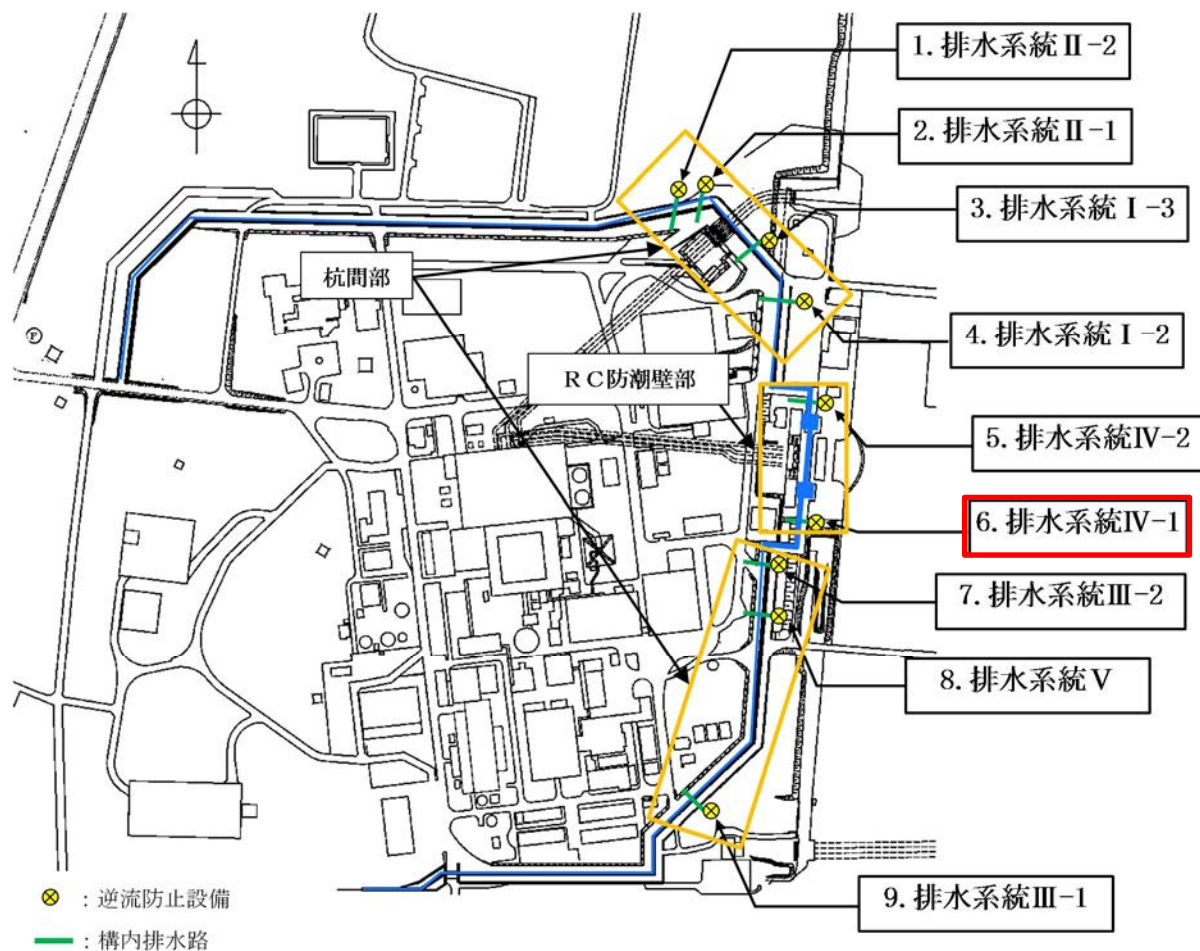 1.排水系統Ⅱ-2
2.排水系統Ⅱ-1
3.排水系統Ⅰ-3
杭間部
4.排水系統Ⅰ-2
RC防潮壁部
5.排水系統Ⅳ-2
6.排水系統Ⅳ-1
7.排水系統Ⅲ-2
8.排水系統Ⅴ
9.排水系統Ⅲ-1
:逆流防止設備
:構内排水路